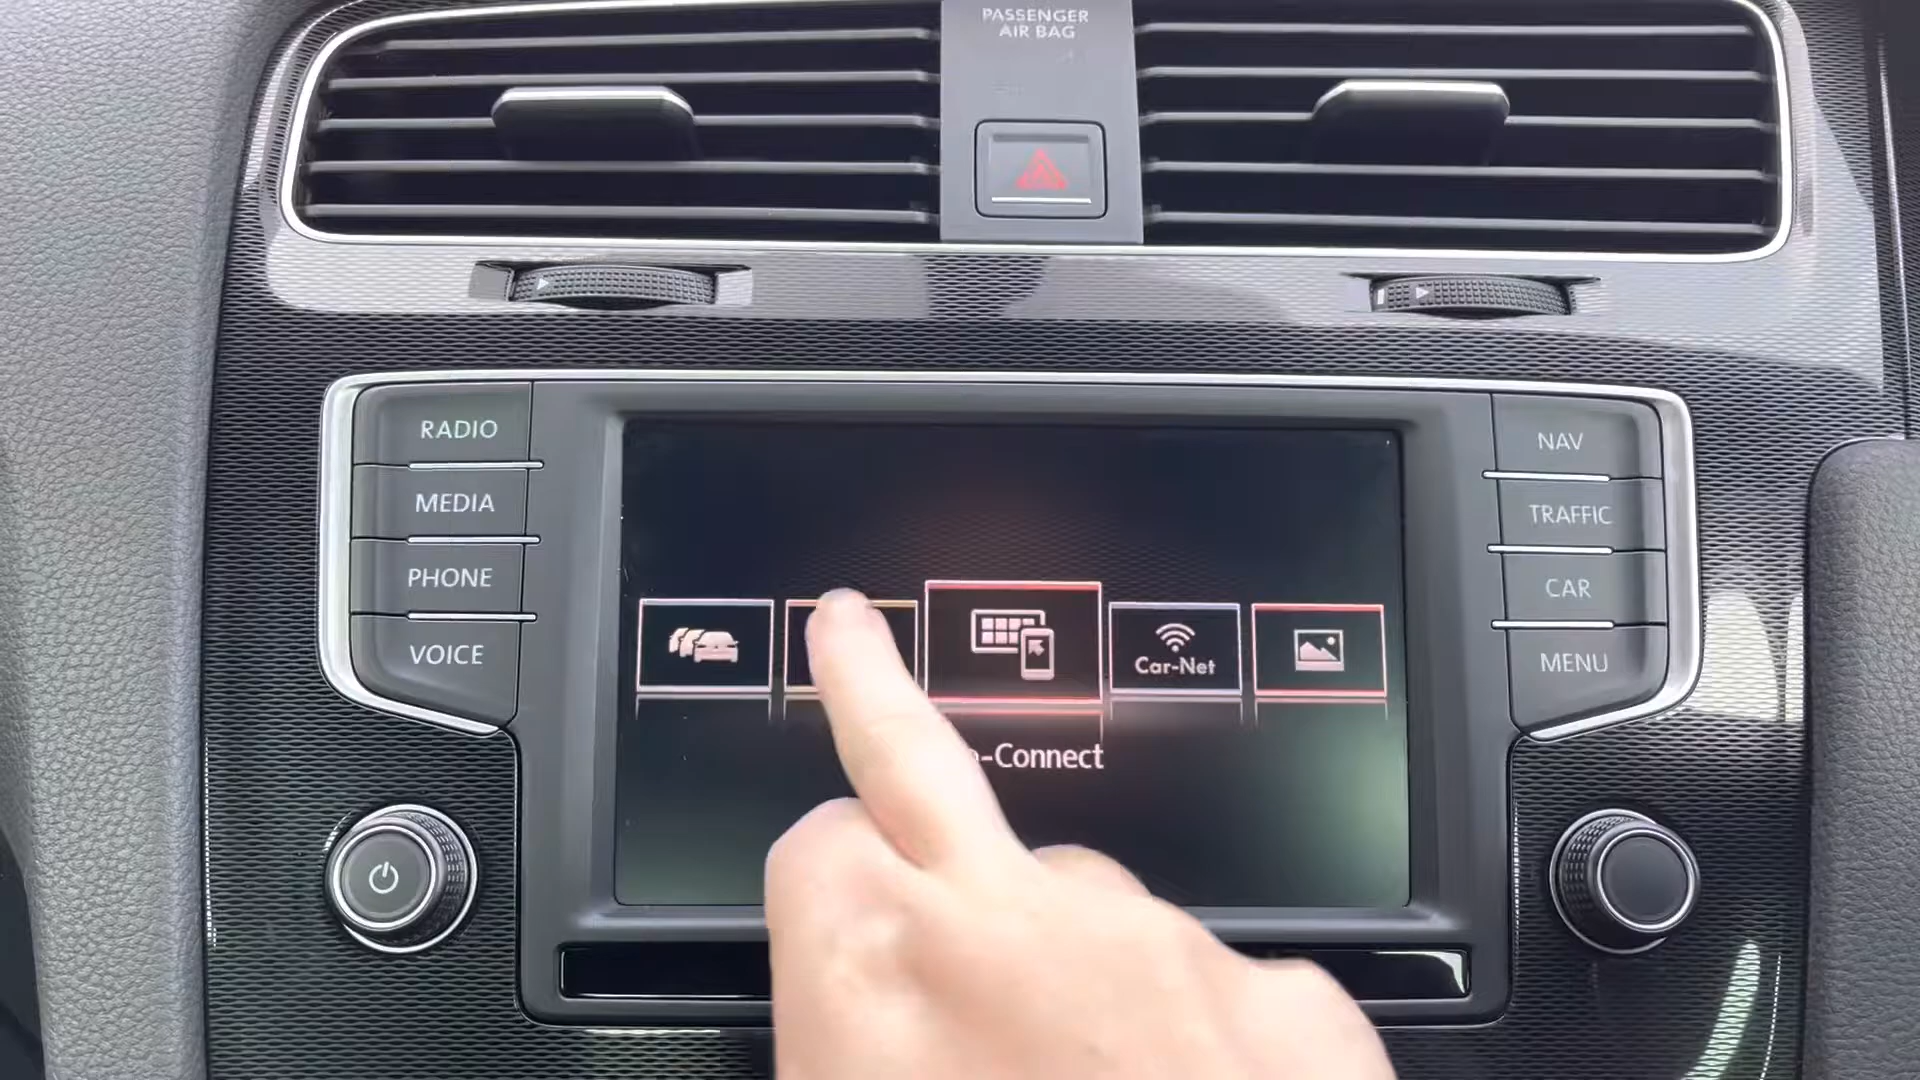 PASSENGER
AIR BAG
RADIO
MEDIA
PHONE
VOICE
NAV
TRAFFIC
CAR
MENU
Car-Net
-Connect